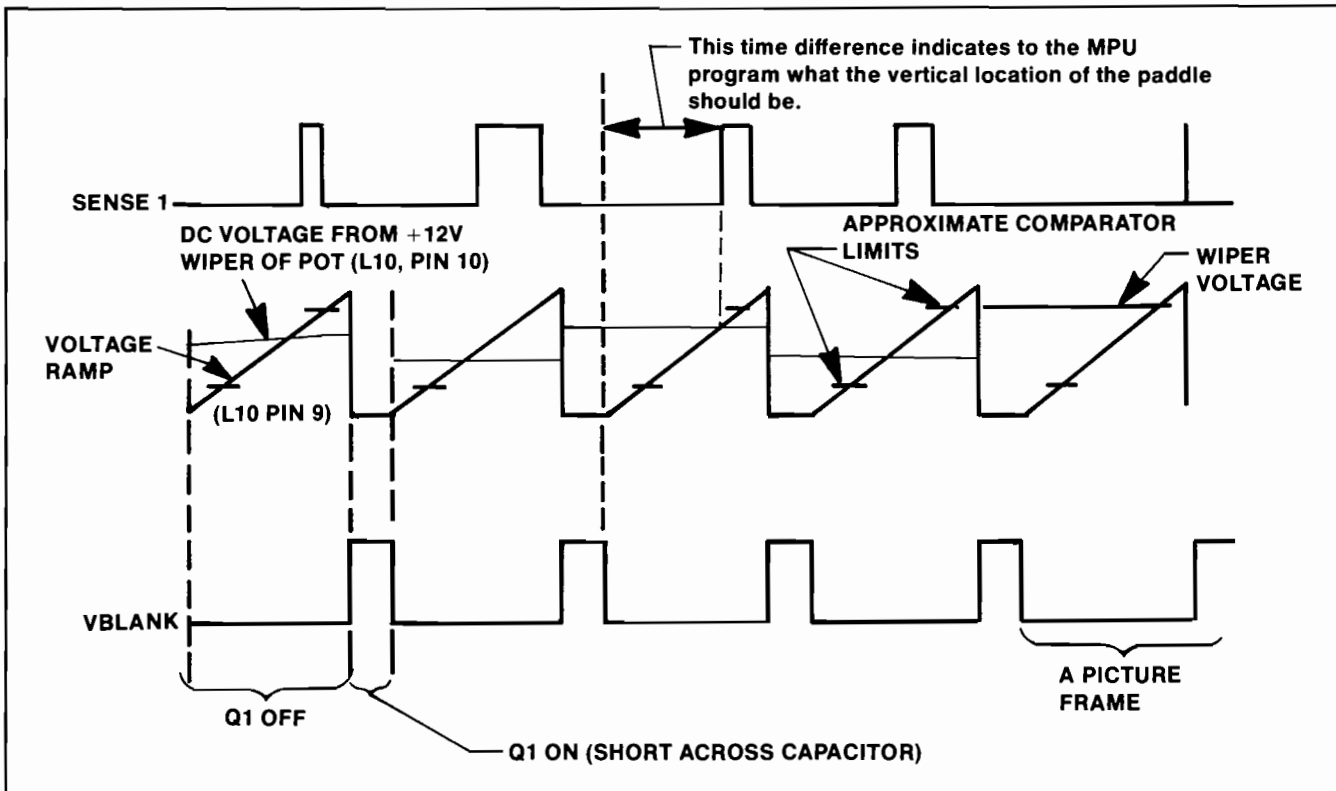 This time difference indicates to the MPU
program what the vertical location of the paddle
should be.
SENSE 1
DC VOLTAGE FROM +12V
WIPER OF POT (L10, PIN 10)
APPROXIMATE COMPARATOR
LIMITS
WIPER
VOLTAGE
VOLTAGE
RAMP
(L10 PIN 9)
VBLANK
Q1 OFF
A PICTURE
FRAME
Q1 ON (SHORT ACROSS CAPACITOR)